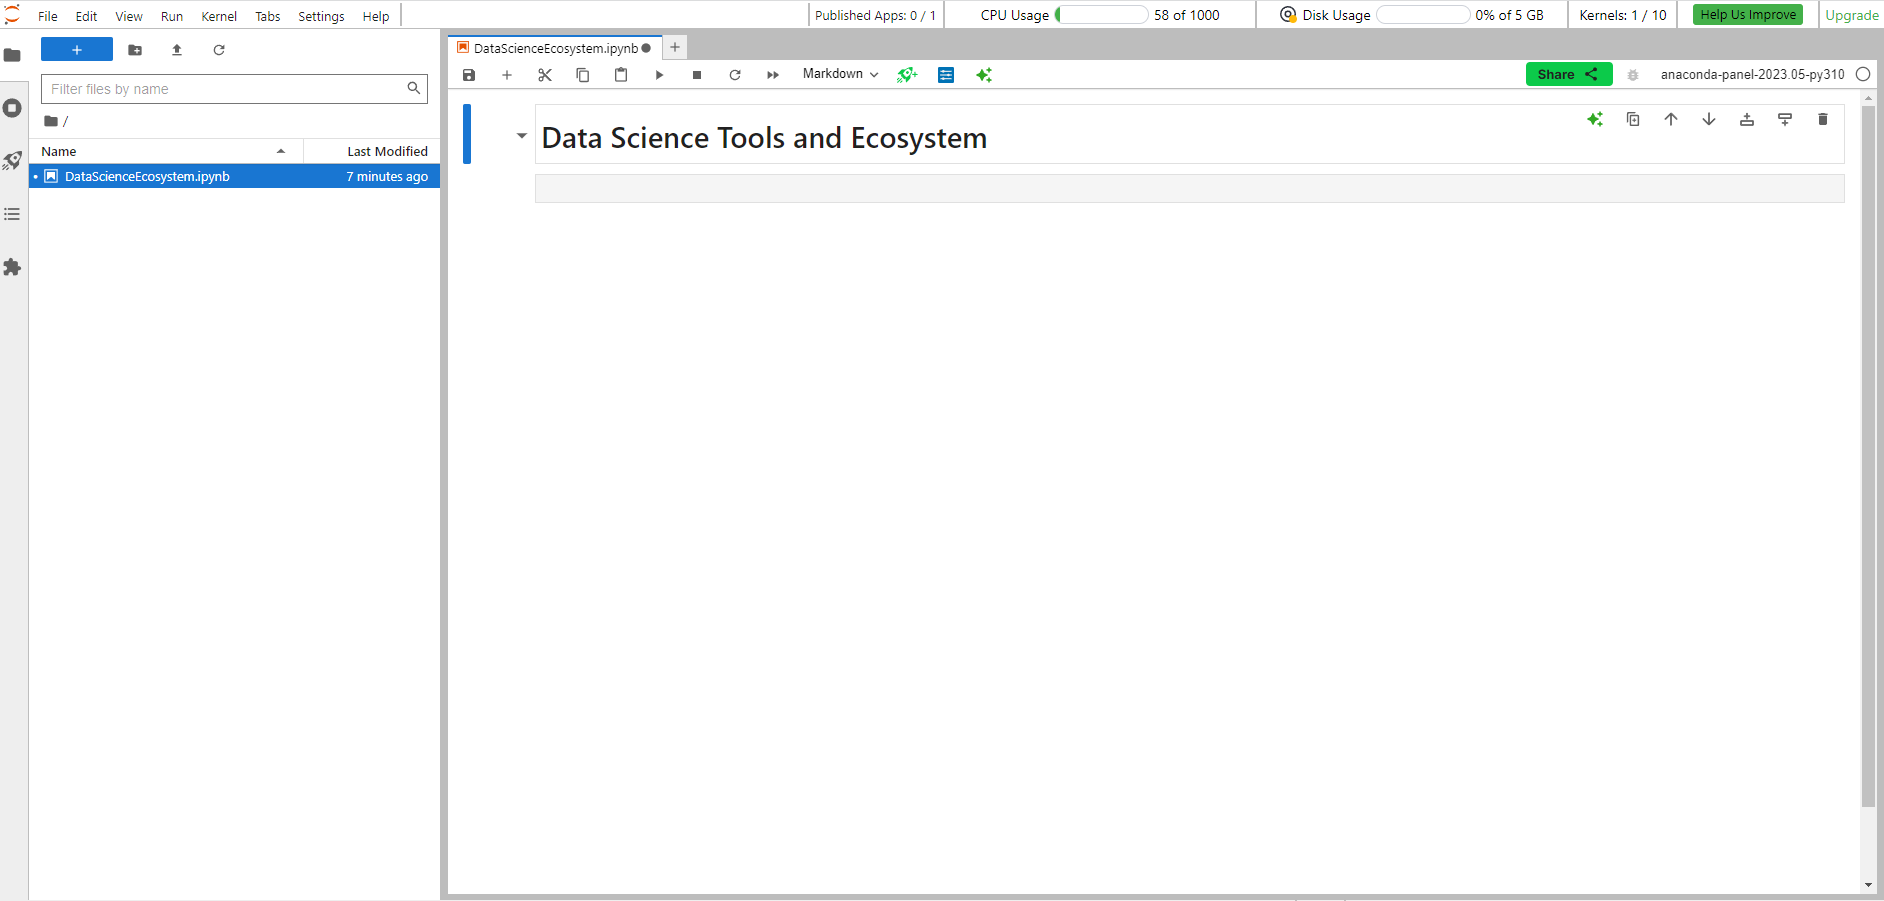 File Edit View Run Kernel Tabs Settings Help Published Apps: 0 / 1 CPU Usage 58 of 1000 Disk Usage 0% of 5 GB Kernels: 1 / 10 Help Us Improve Upgrade
DataScienceEcosystem.ipynb
Markdown Share anaconda-panel-2023.05-py310
Filter files by name
/
Name Last Modified
DataScienceEcosystem.ipynb 7 minutes ago
Data Science Tools and Ecosystem